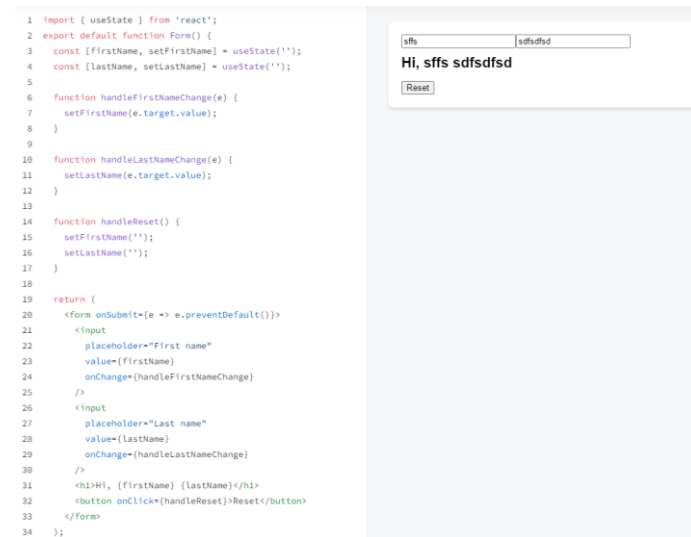 1 import { useState } from 'react';
2 export default function Form() {
3 const [firstName, setFirstName] = useState('');
4 const [lastName, setLastName] = useState('');
5
6 function handleFirstNameChange(e) {
7 setFirstName(e.target.value);
8 }
9
10 function handleLastNameChange(e) {
11 setLastName(e.target.value);
12 }
13
14 function handleReset() {
15 setFirstName('');
16 setLastName('');
17 }
18
19 return (
20 <form onSubmit={e => e.preventDefault()}>
21 <input
22 placeholder="First name"
23 value={firstName}
24 onChange={handleFirstNameChange}
25 />
26 <input
27 placeholder="Last name"
28 value={lastName}
29 onChange={handleLastNameChange}
30 />
31 <h1>Hi, {firstName} {lastName}</h1>
32 <button onClick={handleReset}>Reset</button>
33 </form>
34 );
sffs sdfsdfsd
Hi, sffs sdfsdfsd
Reset